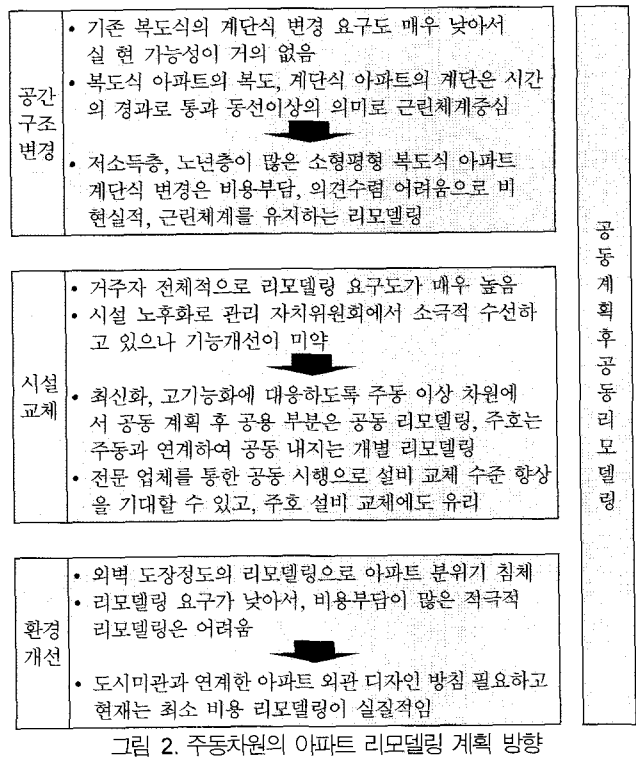 • 기존 복도식의 계단식 변경 요구도 매우 낮아서
실 현 가능성이 거의 없음
• 복도식 아파트의 복도, 계단식 아파트의 계단은 시간
의 경과로 통과 동선이상의 의미로 근린체계중심
공간
구조
변경
• 저소득층, 노년층이 많은 소형평형 복도식 아파트
계단식 변경은 비용부담, 의견수렴 어려움으로 비
현실적, 근린체계를 유지하는 리모델링
• 거주자 전체적으로 리모델링 요구도가 매우 높음
• 시설 노후화로 관리 자치위원회에서 소극적 수선하
고 있으나 기능개선이 미약
시설
교체
• 최신화, 고기능화에 대응하도록 주동 이상 차원에
서 공동 계획 후 공용 부분은 공동 리모델링, 주호는
주동과 연계하여 공동 내지는 개별 리모델링
• 전문 업체를 통한 공동 시행으로 설비 교체 수준 향상
을 기대할 수 있고, 주호 설비 교체에도 유리
• 외벽 도장정도의 리모델링으로 아파트 분위기 침체
• 리모델링 요구가 낮아서, 비용부담이 많은 적극적
리모델링은 어려움
환경
개선
• 도시미관과 연계한 아파트 외관 디자인 방침 필요하고
현재는 최소 비용 리모델링이 실질적임
공
동
계
획
후
공
동
리
모
델
링
그림 2. 주동차원의 아파트 리모델링 계획 방향